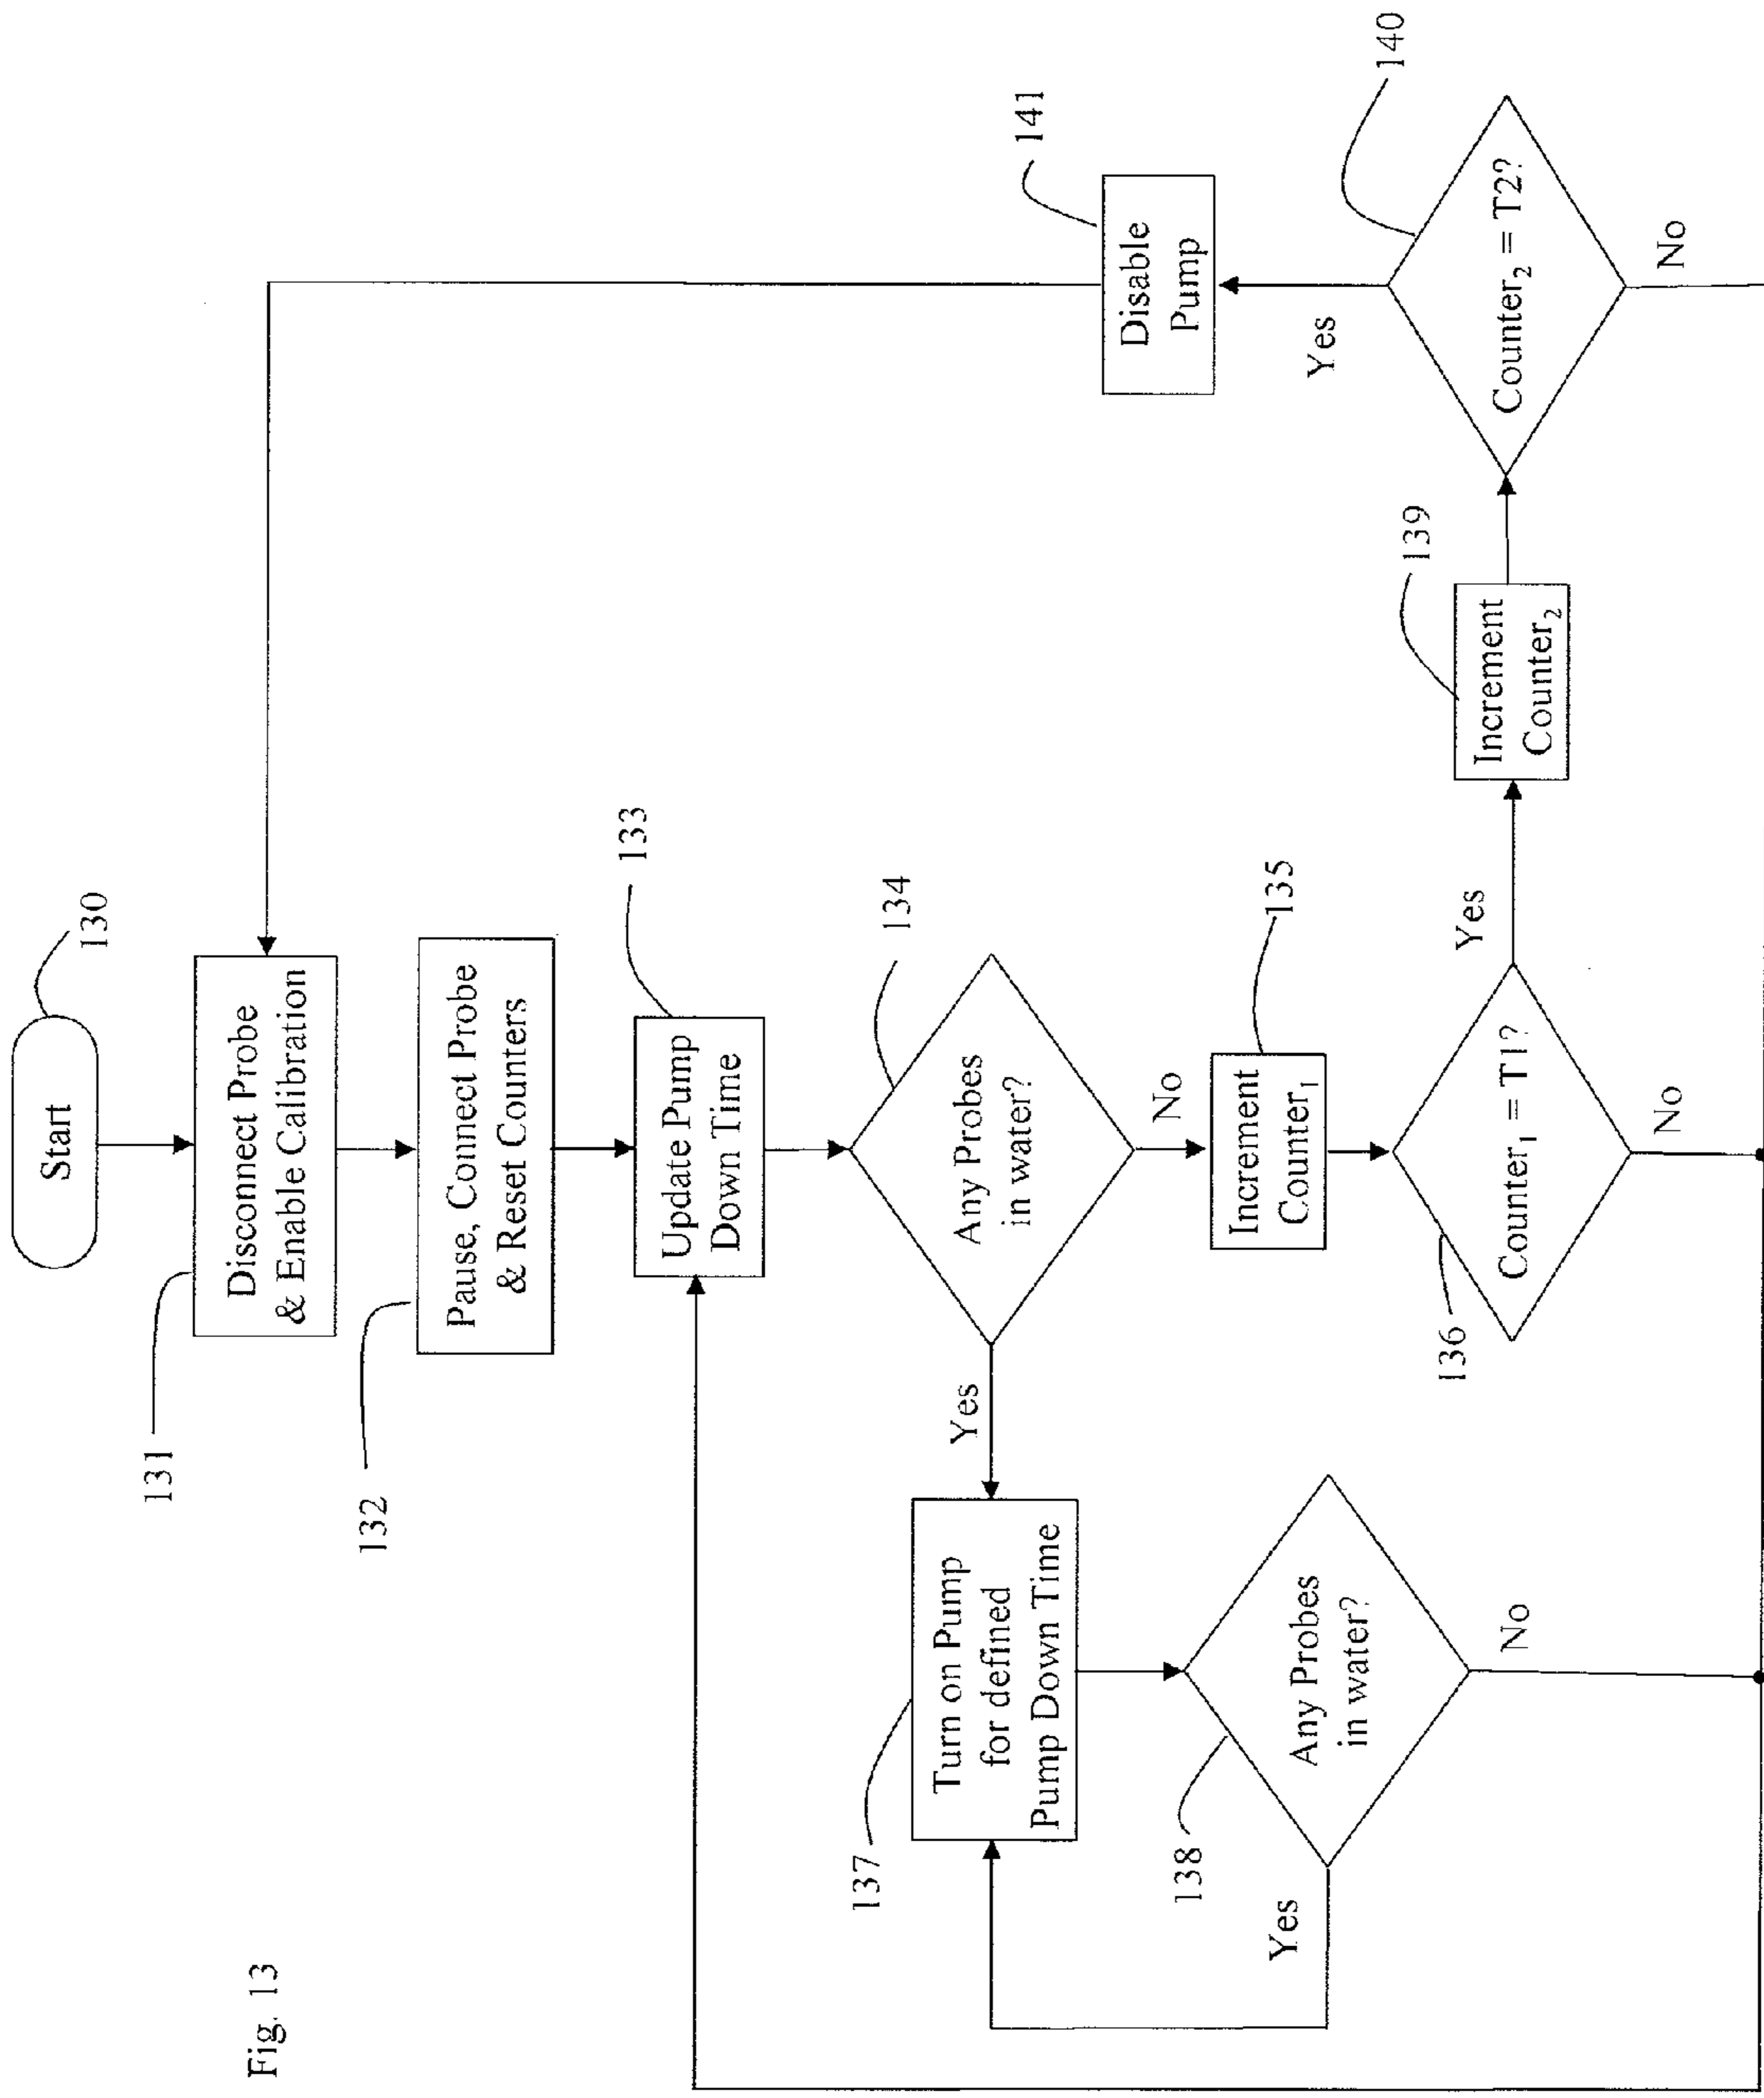 Fig. 13
Start
130
Disconnect Probe
& Enable Calibration
131
Pause, Connect Probe
& Reset Counters
132
Update Pump
Down Time
133
Any Probes
in water?
134
Yes
No
Turn on Pump
for defined
Pump Down Time
137
Any Probes
in water?
138
Yes
No
Increment
Counter₁
135
Counter₁ = T1?
136
Yes
No
Increment
Counter₂
139
Counter₂ = T2?
140
Yes
No
Disable
Pump
141